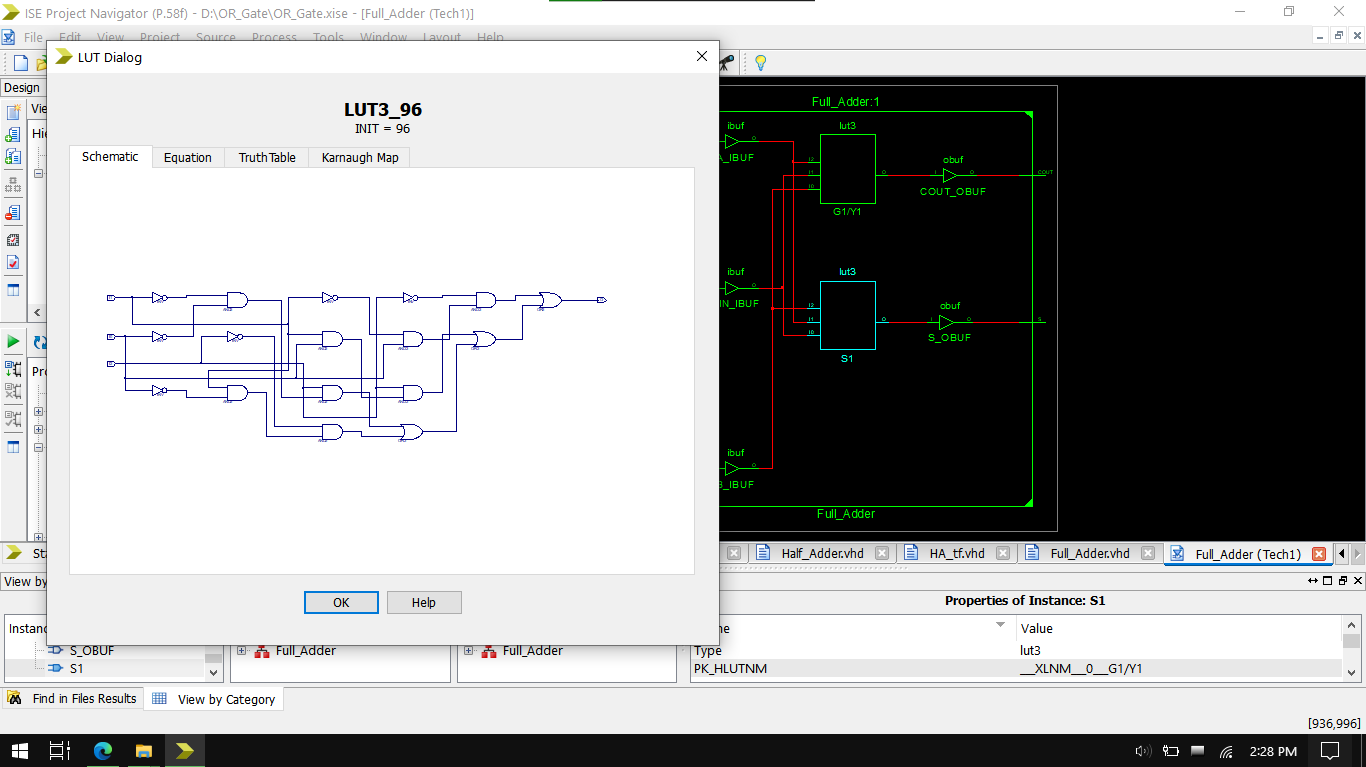 ISE Project Navigator (P.58f) - D:\OR_Gate\OR_Gate.xise - [Full_Adder (Tech1)]
File Edit View Project Source Process Tools Window Layout Help
LUT Dialog
Design
LUT3_96
INIT = 96
Schematic Equation TruthTable Karnaugh Map
Full_Adder:1
ibuf
A_IBUF
lut3
I2
I1
I0
O
G1/Y1
obuf
COUT_OBUF
COUT
ibuf
IN_IBUF
lut3
I2
I1
I0
O
S1
obuf
S_OBUF
S
ibuf
B_IBUF
Full_Adder
OK Help
Half_Adder.vhd HA_tf.vhd Full_Adder.vhd Full_Adder (Tech1)
View by
Properties of Instance: S1
Value
S_OBUF Full_Adder Full_Adder Type lut3
S1 PK_HLUTNM ___XLNM___0___G1/Y1
Find in Files Results View by Category
[936,996]
2:28 PM